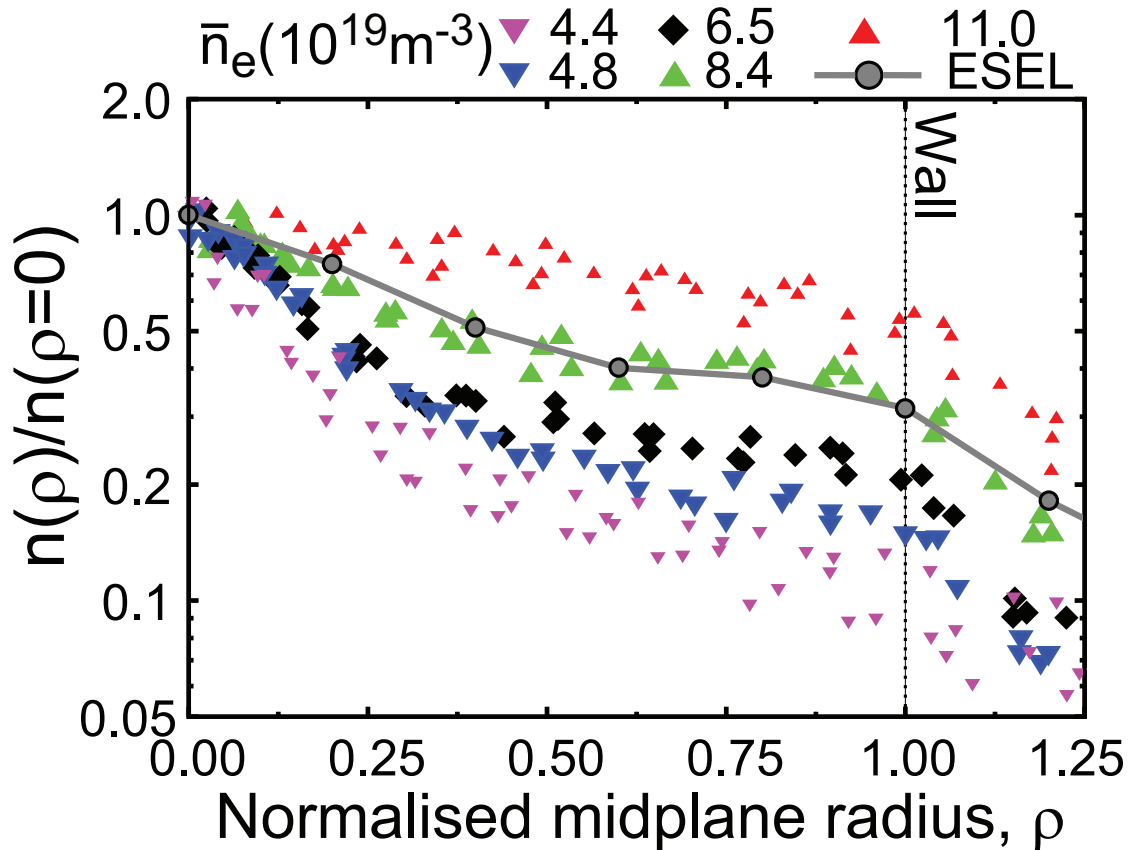 n̄e(10¹⁹m⁻³) 4.4 6.5 11.0
4.8 8.4 ESEL
2.0
1.0
0.5
0.2
0.1
0.05
n(ρ)/n(ρ=0)
Wall
0.00 0.25 0.50 0.75 1.00 1.25
Normalised midplane radius, ρ